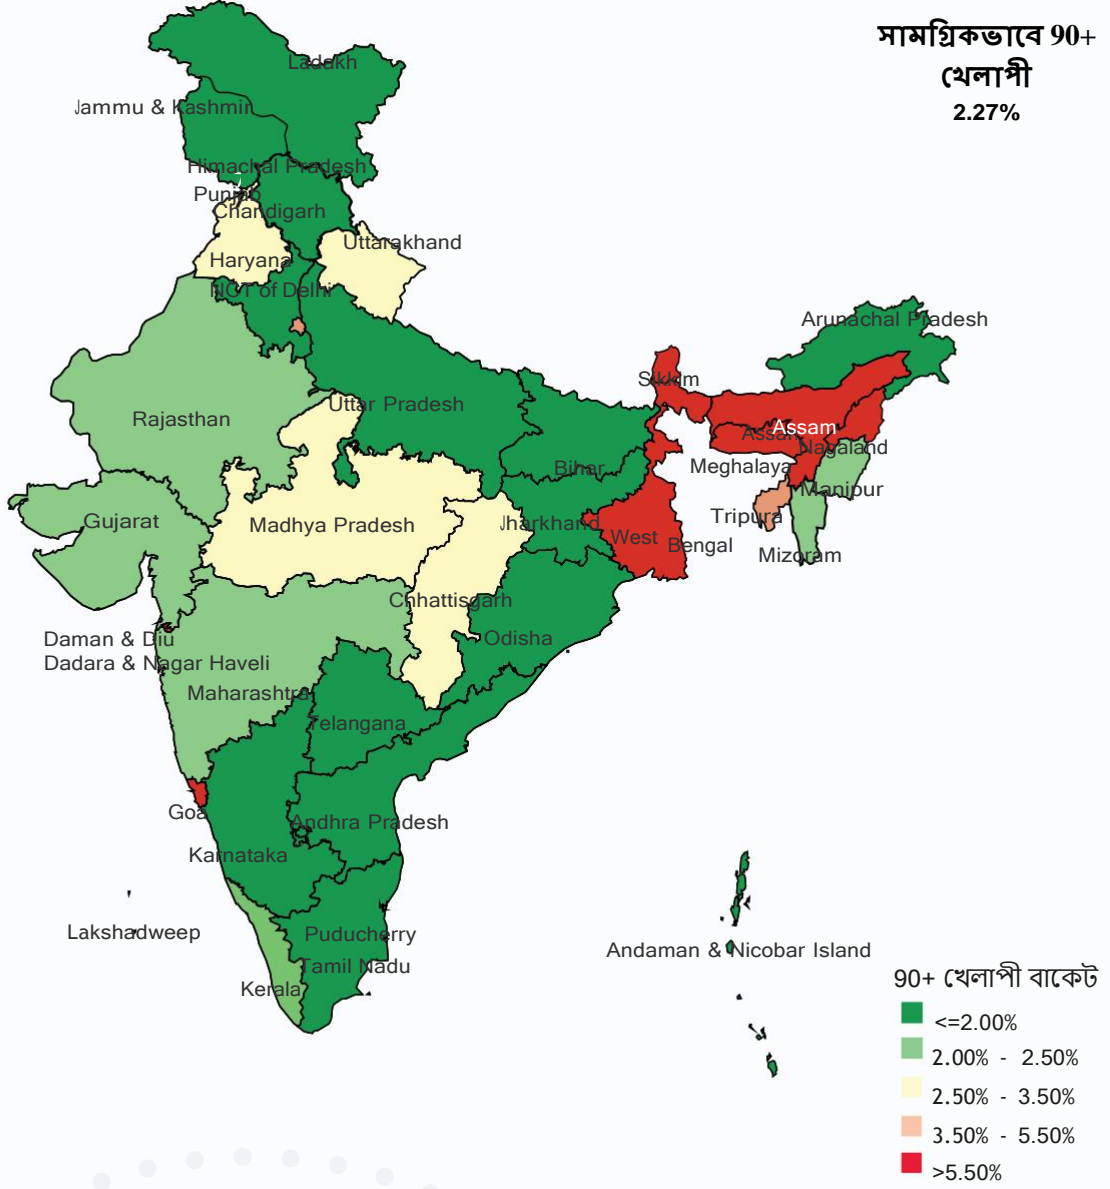 সামগ্রিকভাবে 90+
খেলাপী
2.27%
Ladakh
Jammu & Kashmir
Himachal Pradesh
Punjab
Chandigarh
Uttarakhand
Haryana
NCT of Delhi
Arunachal Pradesh
Sikkim
Uttar Pradesh
Rajasthan
Assam
Assam
Nagaland
Meghalaya
Bihar
Manipur
Gujarat
Madhya Pradesh
Jharkhand
Tripura
West Bengal
Mizoram
Chhattisgarh
Odisha
Daman & Diu
Dadara & Nagar Haveli
Maharashtra
Telangana
Goa
Andhra Pradesh
Karnataka
Lakshadweep
Puducherry
Andaman & Nicobar Island
Tamil Nadu
Kerala
90+ খেলাপী বাকেট
<=2.00%
2.00% - 2.50%
2.50% - 3.50%
3.50% - 5.50%
>5.50%